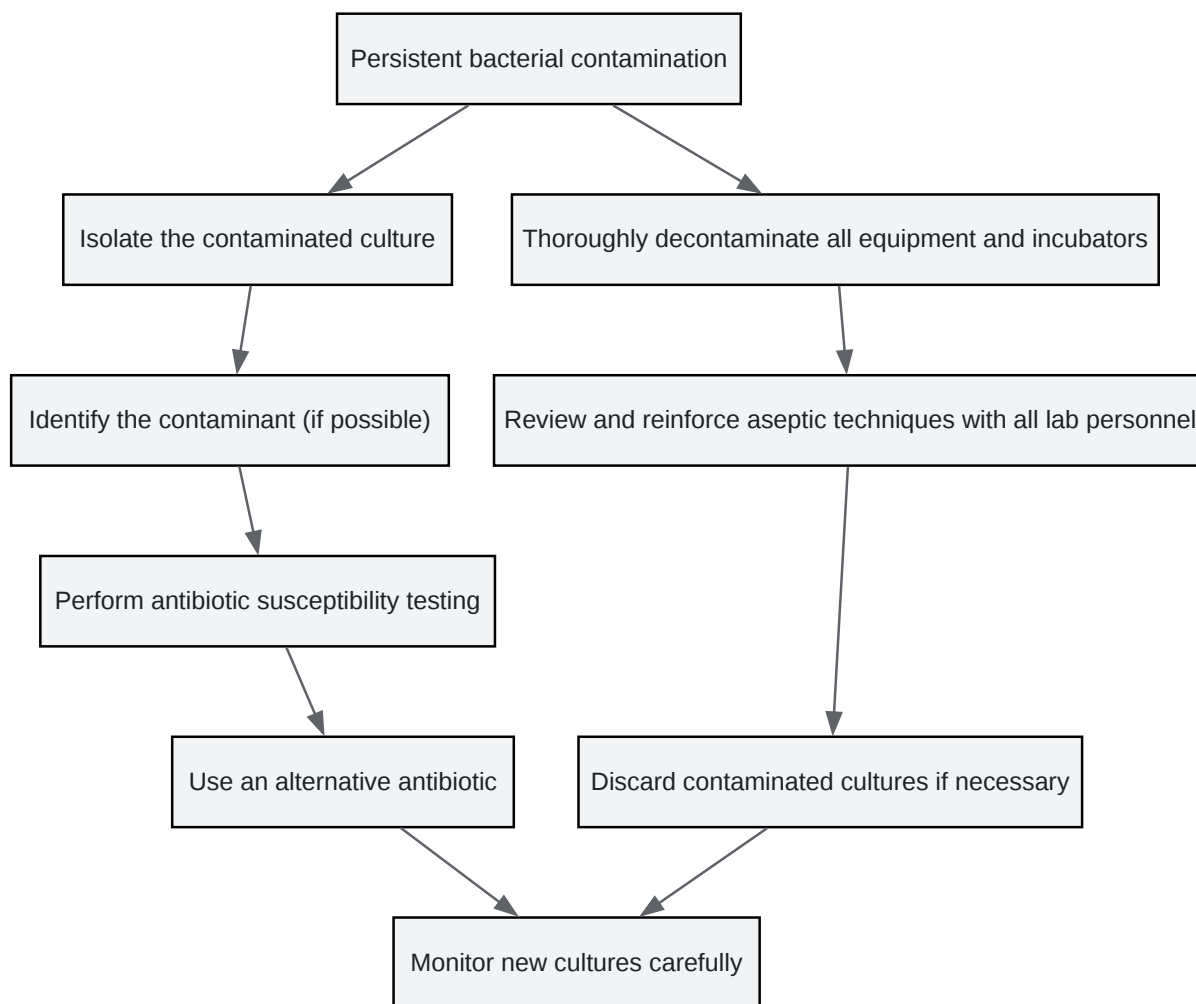 Persistent bacterial contamination
Isolate the contaminated culture
Thoroughly decontaminate all equipment and incubators
Identify the contaminant (if possible)
Review and reinforce aseptic techniques with all lab personnel
Perform antibiotic susceptibility testing
Use an alternative antibiotic
Discard contaminated cultures if necessary
Monitor new cultures carefully